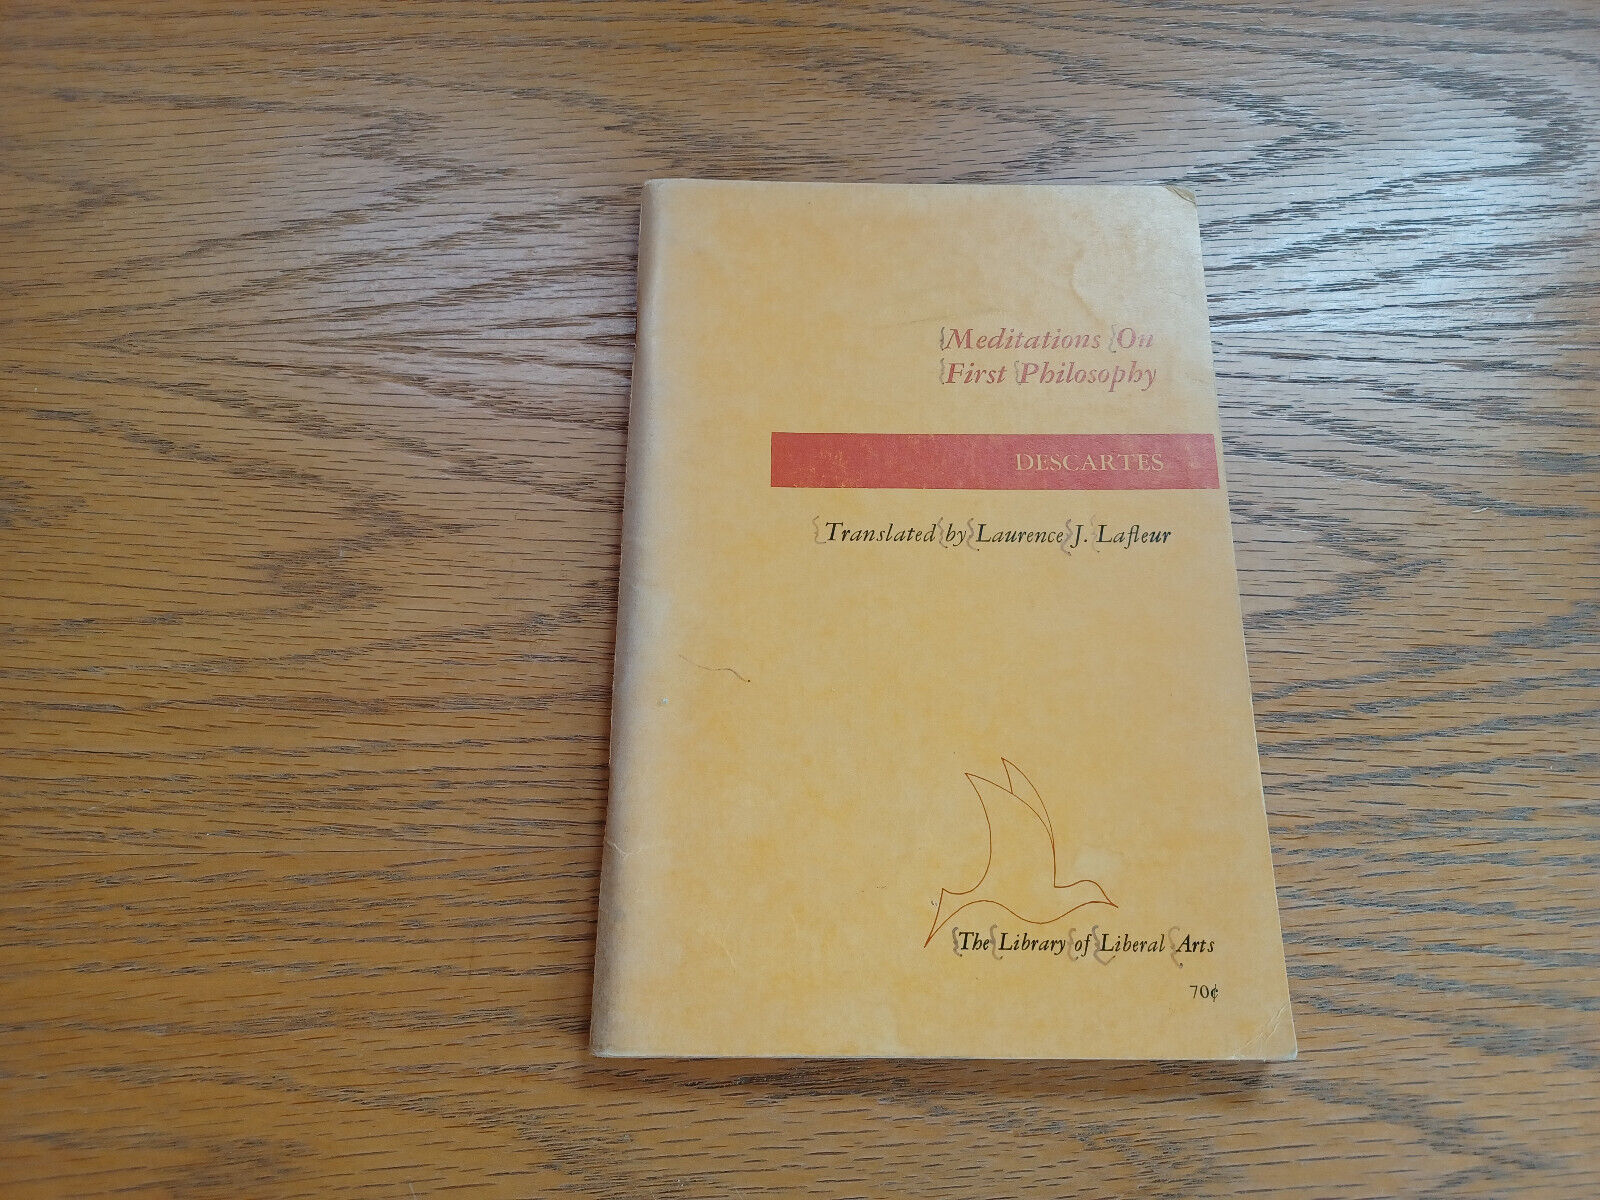 Meditations On
First Philosophy
DESCARTES
Translated by Laurence J. Lafleur
The Library of Liberal Arts
70¢